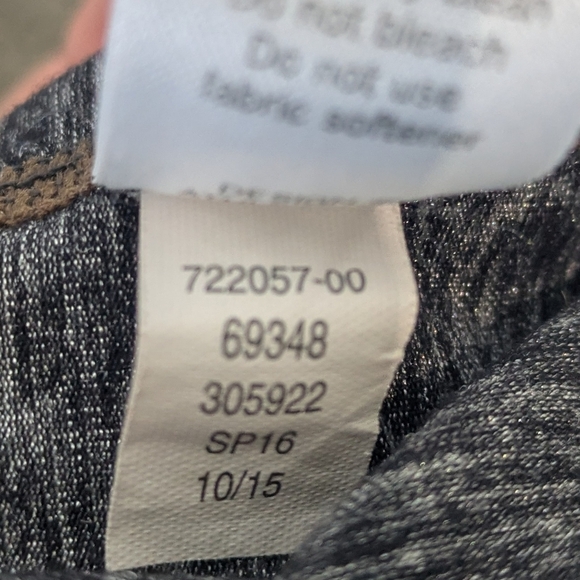 Do not bleach
Do not use
fabric softener
722057-00
69348
305922
SP16
10/15